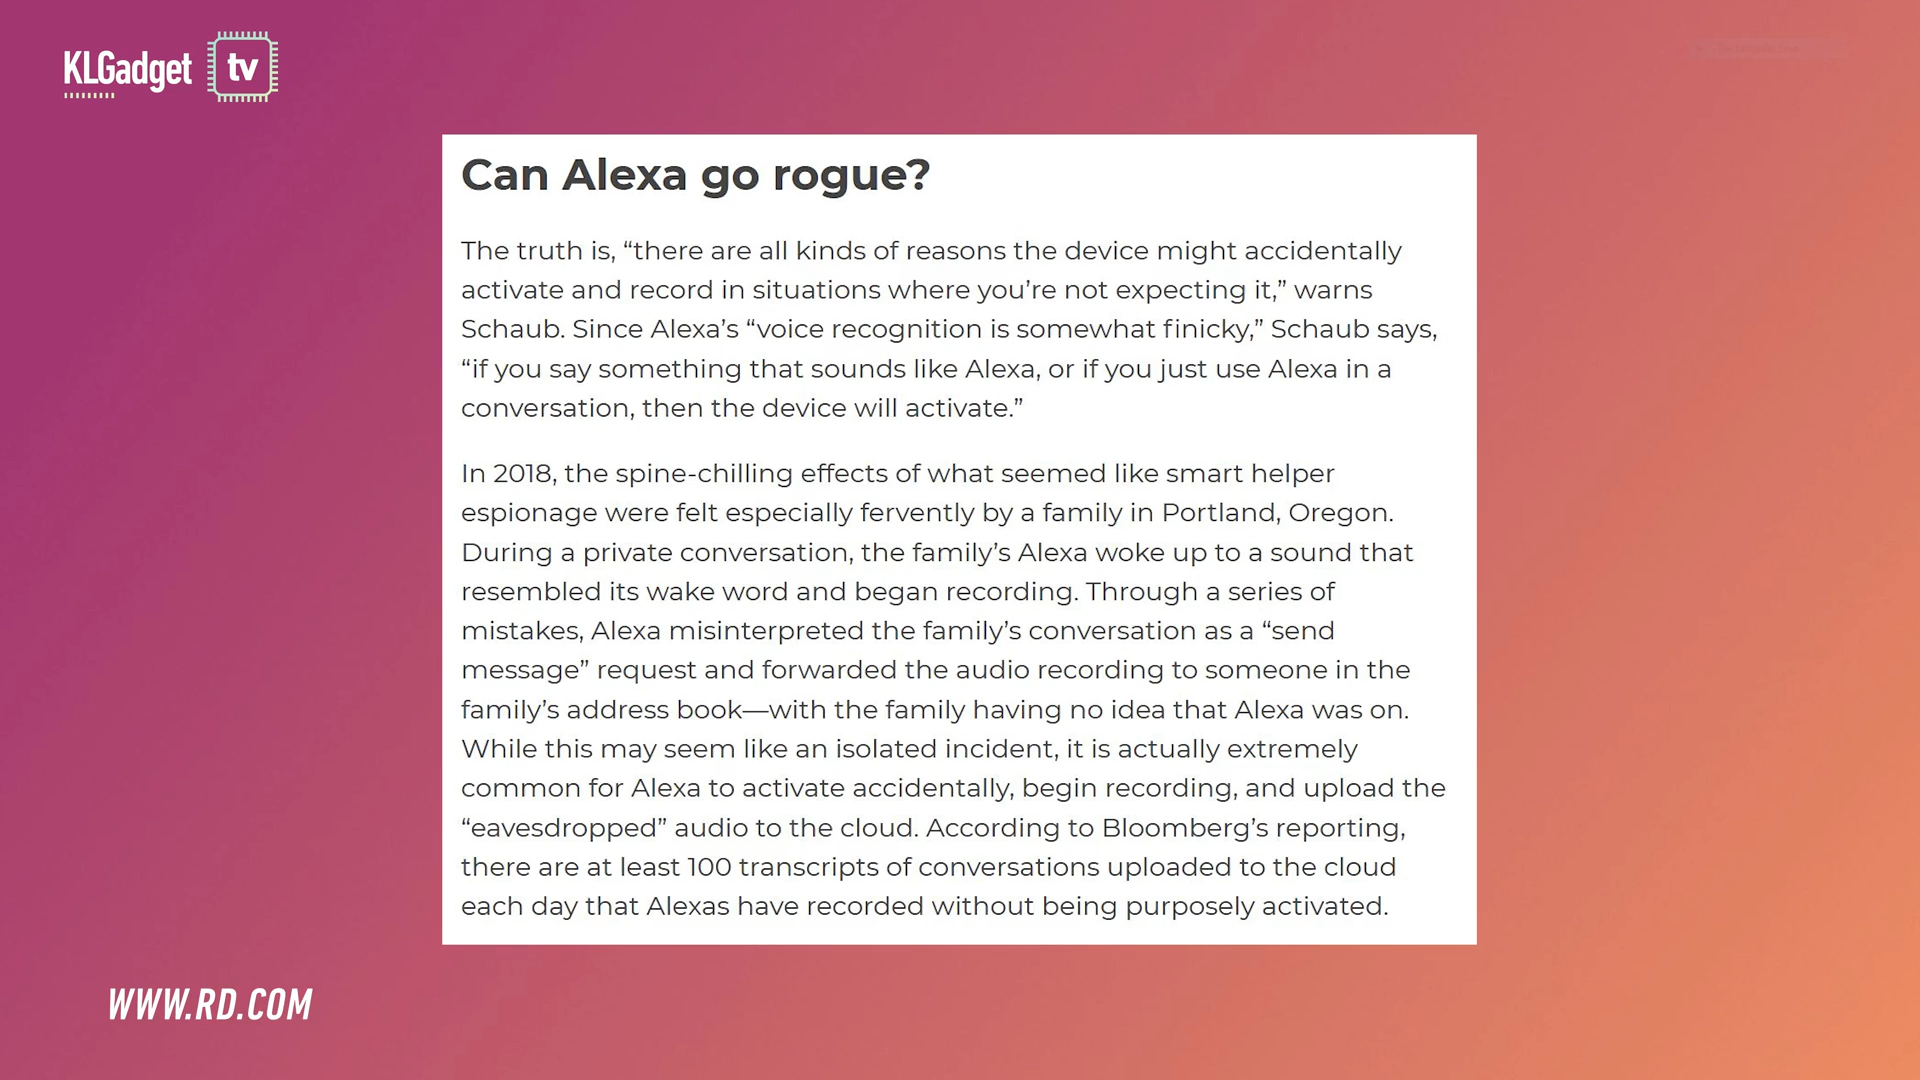 KLGadget tv
Can Alexa go rogue?
The truth is, “there are all kinds of reasons the device might accidentally
activate and record in situations where you’re not expecting it,” warns
Schaub. Since Alexa’s “voice recognition is somewhat finicky,” Schaub says,
“if you say something that sounds like Alexa, or if you just use Alexa in a
conversation, then the device will activate.”
In 2018, the spine-chilling effects of what seemed like smart helper
espionage were felt especially fervently by a family in Portland, Oregon.
During a private conversation, the family’s Alexa woke up to a sound that
resembled its wake word and began recording. Through a series of
mistakes, Alexa misinterpreted the family’s conversation as a “send
message” request and forwarded the audio recording to someone in the
family’s address book—with the family having no idea that Alexa was on.
While this may seem like an isolated incident, it is actually extremely
common for Alexa to activate accidentally, begin recording, and upload the
“eavesdropped” audio to the cloud. According to Bloomberg’s reporting,
there are at least 100 transcripts of conversations uploaded to the cloud
each day that Alexas have recorded without being purposely activated.
WWW.RD.COM